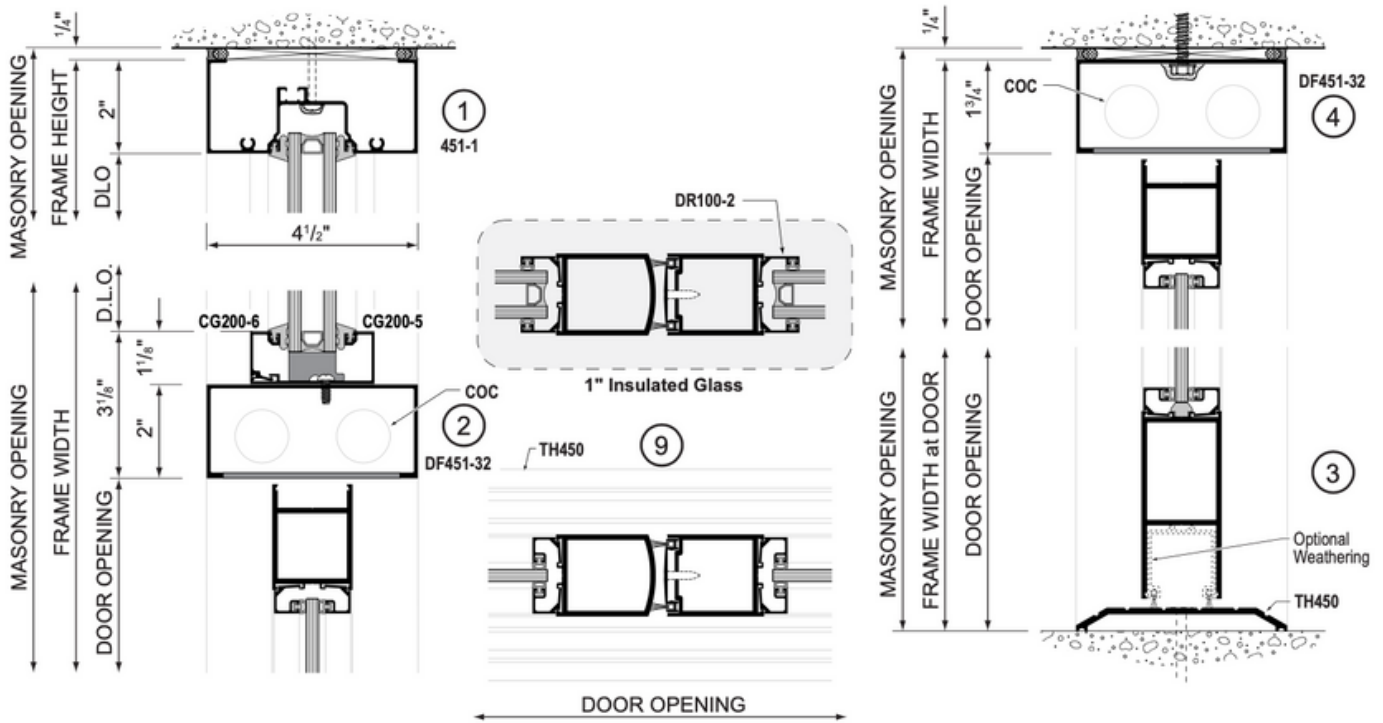 1/4"
MASONRY OPENING
FRAME HEIGHT
2"
DLO
1
451-1
4 1/2"
MASONRY OPENING
FRAME WIDTH
D.L.O.
1 1/8"
3 1/8"
2"
DOOR OPENING
CG200-6
CG200-5
COC
2
DF451-32
DR100-2
1" Insulated Glass
TH450
9
DOOR OPENING
1/4"
MASONRY OPENING
FRAME WIDTH
1 3/4"
DOOR OPENING
COC
DF451-32
4
MASONRY OPENING
FRAME WIDTH at DOOR
DOOR OPENING
3
Optional
Weathering
TH450